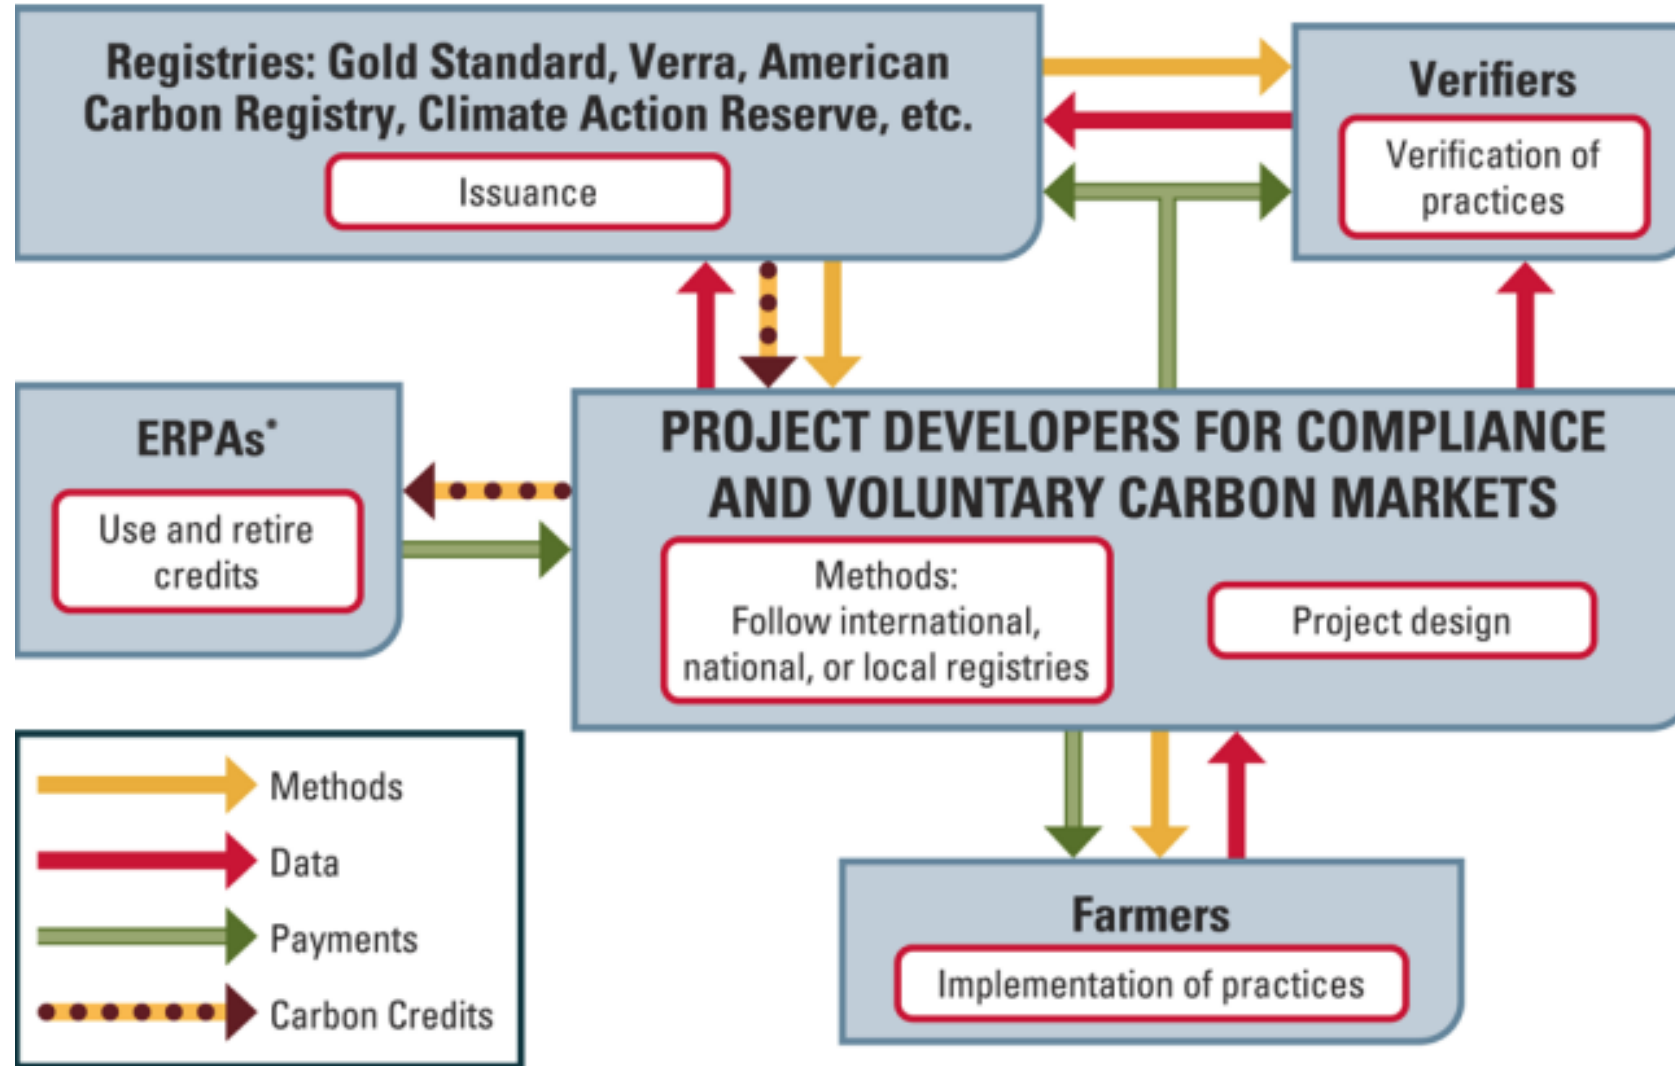 Registries: Gold Standard, Verra, American
Carbon Registry, Climate Action Reserve, etc.
Issuance
Verifiers
Verification of
practices
ERPAs*
Use and retire
credits
PROJECT DEVELOPERS FOR COMPLIANCE
AND VOLUNTARY CARBON MARKETS
Methods:
Follow international,
national, or local registries
Project design
Methods
Data
Payments
Carbon Credits
Farmers
Implementation of practices